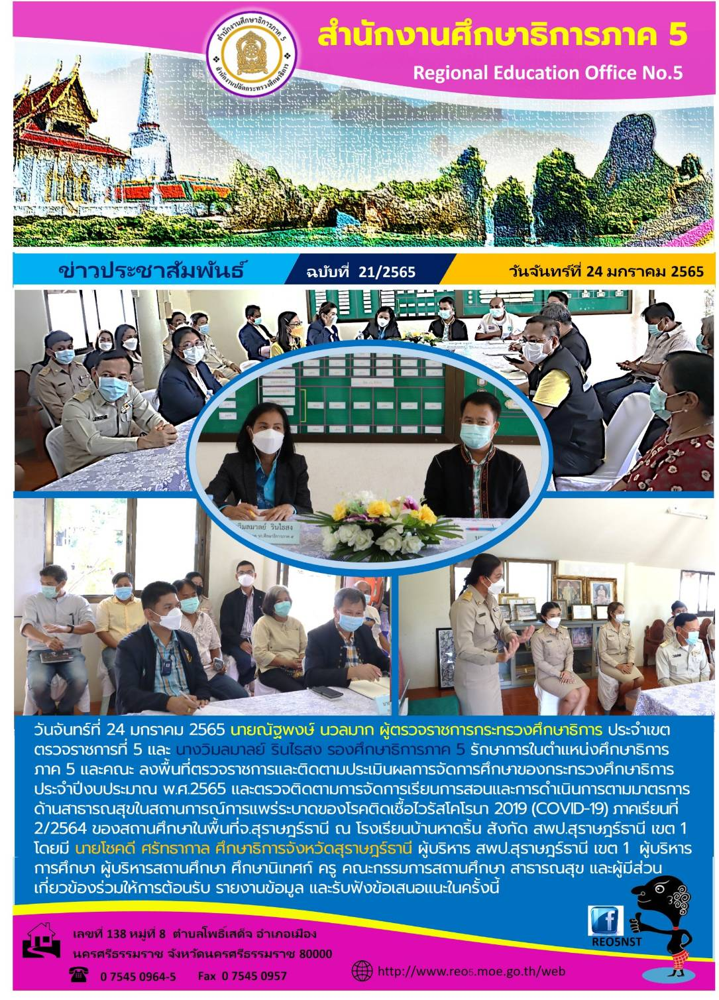 สำนักงานศึกษาธิการภาค 5
สำนักงานปลัดกระทรวงศึกษาธิการ
สำนักงานศึกษาธิการภาค 5
Regional Education Office No.5
ข่าวประชาสัมพันธ์
ฉบับที่ 21/2565
วันจันทร์ที่ 24 มกราคม 2565
วิมลมาลย์ รินไธสง
วันจันทร์ที่ 24 มกราคม 2565 นายณัฐพงษ์ นวลมาก ผู้ตรวจราชการกระทรวงศึกษาธิการ ประจำเขต
ตรวจราชการที่ 5 และ นางวิมลมาลย์ รินไธสง รองศึกษาธิการภาค 5 รักษาการในตำแหน่งศึกษาธิการ
ภาค 5 และคณะ ลงพื้นที่ตรวจราชการและติดตามประเมินผลการจัดการศึกษาของกระทรวงศึกษาธิการ
ประจำปีงบประมาณ พ.ศ.2565 และตรวจติดตามการจัดการเรียนการสอนและการดำเนินการตามมาตรการ
ด้านสาธารณสุขในสถานการณ์การแพร่ระบาดของโรคติดเชื้อไวรัสโคโรนา 2019 (COVID-19) ภาคเรียนที่
2/2564 ของสถานศึกษาในพื้นที่จ.สุราษฎร์ธานี ณ โรงเรียนบ้านหาดริ้น สังกัด สพป.สุราษฎร์ธานี เขต 1
โดยมี นายโชคดี ศรัทธากาล ศึกษาธิการจังหวัดสุราษฎร์ธานี ผู้บริหาร สพป.สุราษฎร์ธานี เขต 1 ผู้บริหาร
การศึกษา ผู้บริหารสถานศึกษา ศึกษานิเทศก์ ครู คณะกรรมการสถานศึกษา สาธารณสุข และผู้มีส่วน
เกี่ยวข้องร่วมให้การต้อนรับ รายงานข้อมูล และรับฟังข้อเสนอแนะในครั้งนี้
เลขที่ 138 หมู่ที่ 8 ตำบลโพธิ์เสด็จ อำเภอเมือง
นครศรีธรรมราช จังหวัดนครศรีธรรมราช 80000
0 7545 0964-5 Fax 0 7545 0957
http://www.reo5.moe.go.th/web
REO5NST